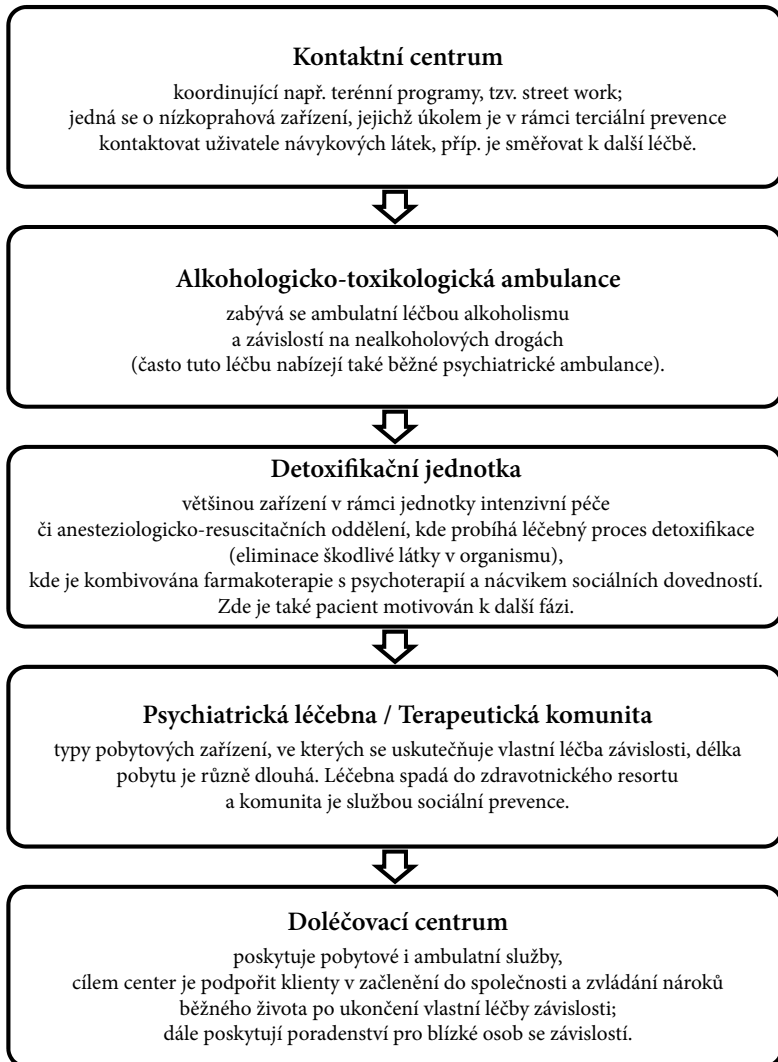 Kontaktní centrum
koordinující např. terénní programy, tzv. street work;
jedná se o nízkoprahová zařízení, jejichž úkolem je v rámci terciální prevence
kontaktovat uživatele návykových látek, příp. je směřovat k další léčbě.
Alkohologicko-toxikologická ambulance
zabývá se ambulatní léčbou alkoholismu
a závislostí na nealkoholových drogách
(často tuto léčbu nabízejí také běžné psychiatrické ambulance).
Detoxifikační jednotka
většinou zařízení v rámci jednotky intenzivní péče
či anesteziologicko-resuscitačních oddělení, kde probíhá léčebný proces detoxifikace
(eliminace škodlivé látky v organismu),
kde je kombivována farmakoterapie s psychoterapií a nácvikem sociálních dovedností.
Zde je také pacient motivován k další fázi.
Psychiatrická léčebna / Terapeutická komunita
typy pobytových zařízení, ve kterých se uskutečňuje vlastní léčba závislosti, délka
pobytu je různě dlouhá. Léčebna spadá do zdravotnického resortu
a komunita je službou sociální prevence.
Doléčovací centrum
poskytuje pobytové i ambulatní služby,
cílem center je podpořit klienty v začlenění do společnosti a zvládání nároků
běžného života po ukončení vlastní léčby závislosti;
dále poskytují poradenství pro blízké osob se závislostí.